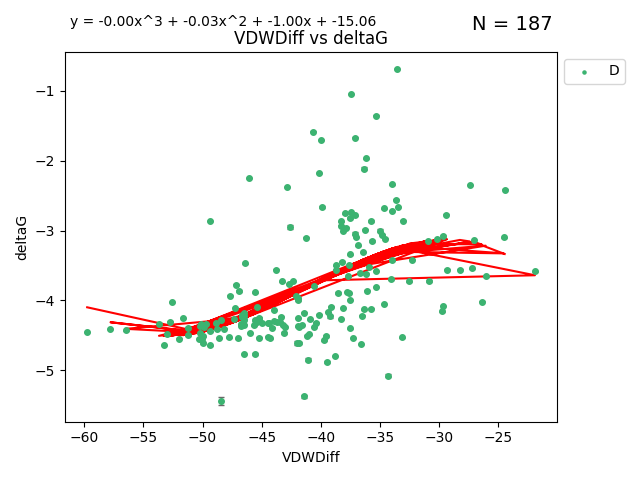 y = -0.00x^3 + -0.03x^2 + -1.00x + -15.06
N = 187
VDWDiff vs deltaG
D
deltaG
−1
−2
−3
−4
−5
−60 −55 −50 −45 −40 −35 −30 −25
VDWDiff